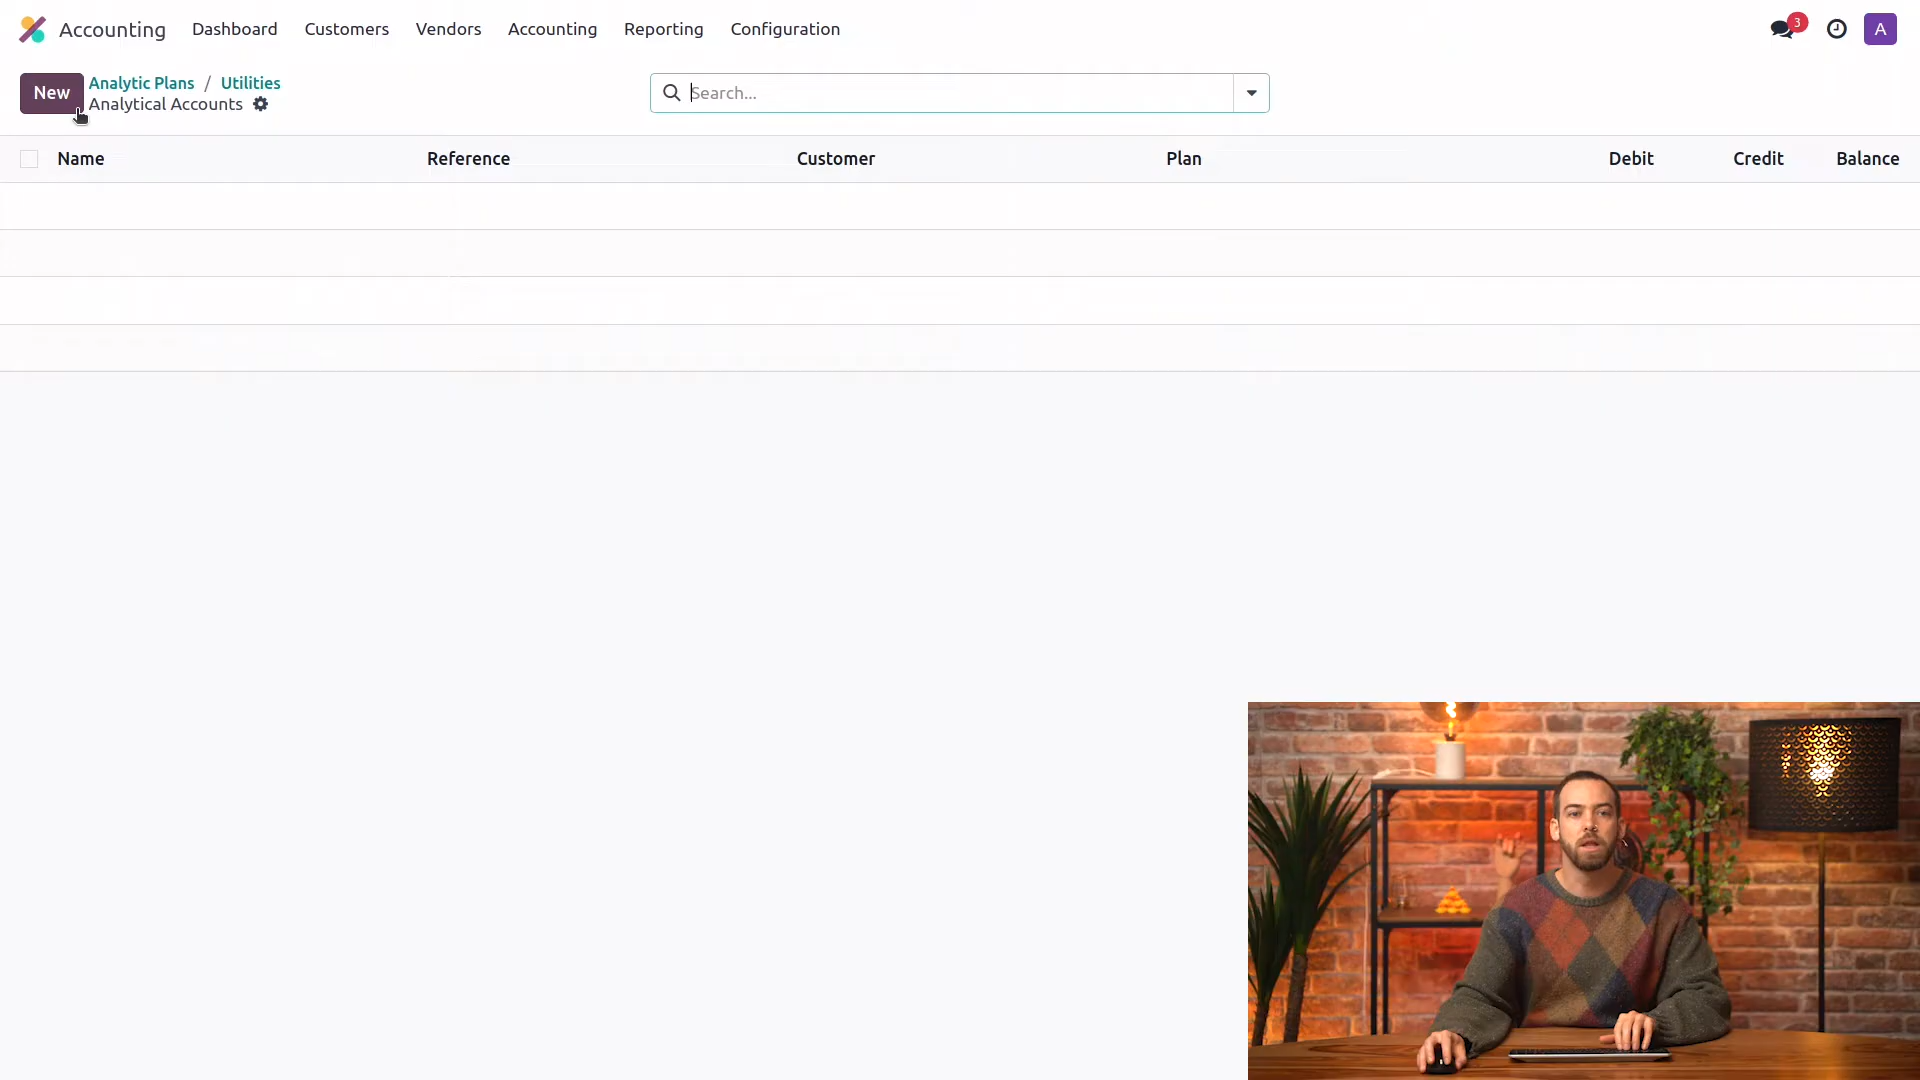 Accounting Dashboard Customers Vendors Accounting Reporting Configuration 3 A
New Analytic Plans / Utilities
Analytical Accounts
Search...
Name Reference Customer Plan Debit Credit Balance